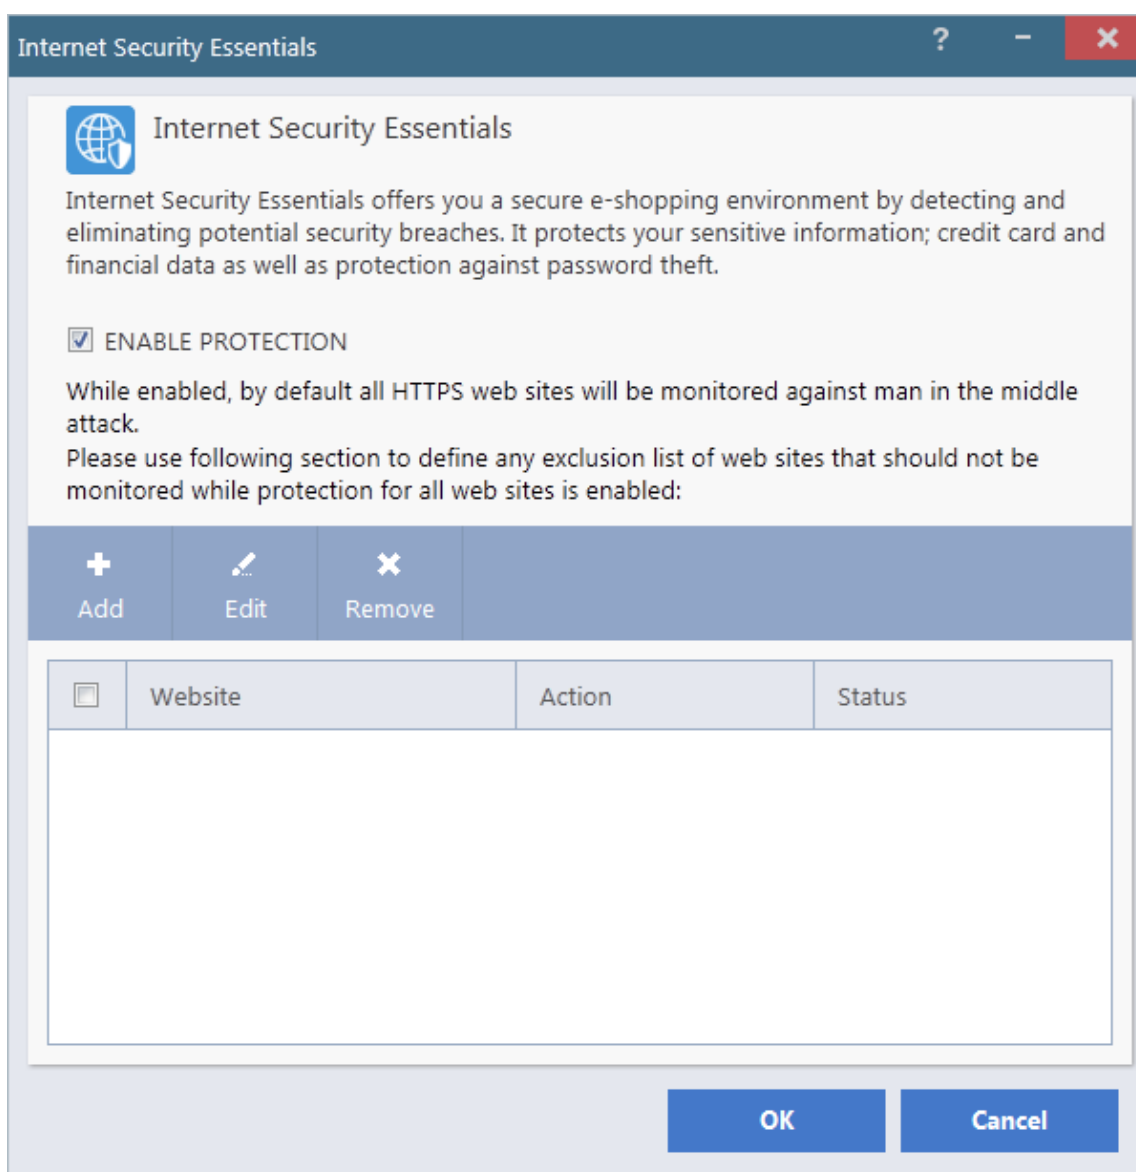 Internet Security Essentials
?
Internet Security Essentials
Internet Security Essentials offers you a secure e-shopping environment by detecting and
eliminating potential security breaches. It protects your sensitive information; credit card and
financial data as well as protection against password theft.
ENABLE PROTECTION
While enabled, by default all HTTPS web sites will be monitored against man in the middle
attack.
Please use following section to define any exclusion list of web sites that should not be
monitored while protection for all web sites is enabled:
Add Edit Remove
Website Action Status
OK Cancel